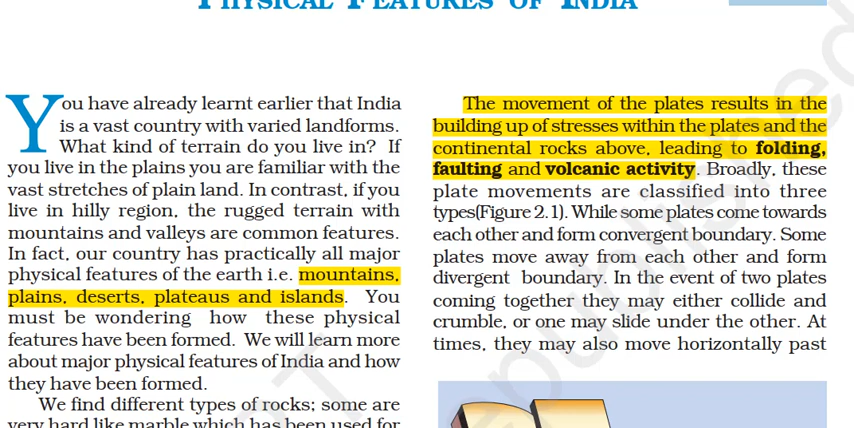 PHYSICAL FEATURES OF INDIA
You have already learnt earlier that India
is a vast country with varied landforms.
What kind of terrain do you live in? If
you live in the plains you are familiar with the
vast stretches of plain land. In contrast, if you
live in hilly region, the rugged terrain with
mountains and valleys are common features.
In fact, our country has practically all major
physical features of the earth i.e. mountains,
plains, deserts, plateaus and islands. You
must be wondering how these physical
features have been formed. We will learn more
about major physical features of India and how
they have been formed.
We find different types of rocks; some are
very hard like marble which has been used for
The movement of the plates results in the
building up of stresses within the plates and the
continental rocks above, leading to folding,
faulting and volcanic activity. Broadly, these
plate movements are classified into three
types(Figure 2.1). While some plates come towards
each other and form convergent boundary. Some
plates move away from each other and form
divergent boundary. In the event of two plates
coming together they may either collide and
crumble, or one may slide under the other. At
times, they may also move horizontally past